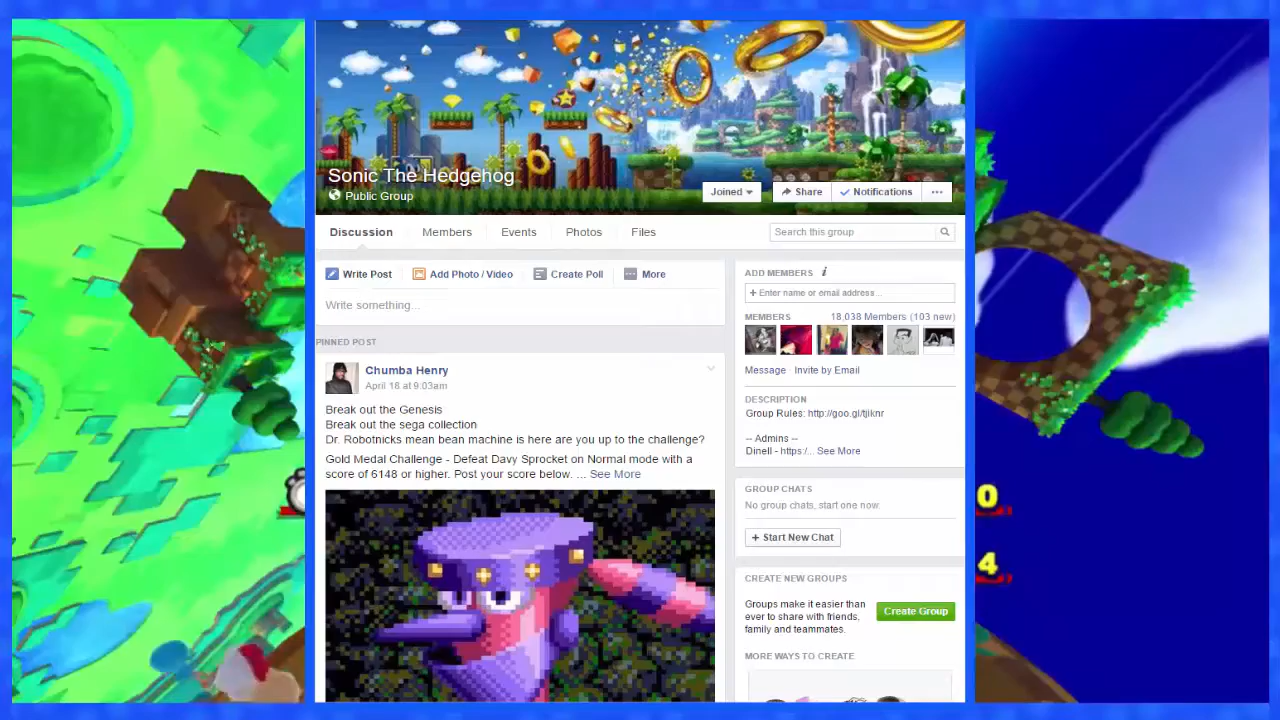 Sonic The Hedgehog
Public Group
Joined
Share
Notifications
Discussion
Members
Events
Photos
Files
Search this group
Write Post
Add Photo / Video
Create Poll
More
Write something...
PINNED POST
Chumba Henry
April 18 at 9:03am
Break out the Genesis
Break out the sega collection
Dr. Robotnicks mean bean machine is here are you up to the challenge?
Gold Medal Challenge - Defeat Davy Sprocket on Normal mode with a
score of 6148 or higher. Post your score below. ... See More
ADD MEMBERS
+ Enter name or email address...
MEMBERS
18,038 Members (103 new)
Message · Invite by Email
DESCRIPTION
Group Rules: http://goo.gl/tjiknr
-- Admins --
Dinell - https:/... See More
GROUP CHATS
No group chats, start one now.
+ Start New Chat
CREATE NEW GROUPS
Groups make it easier than
ever to share with friends,
family and teammates.
Create Group
MORE WAYS TO CREATE
0
4